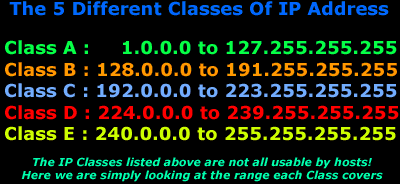 The 5 Different Classes Of IP Address
Class A : 1.0.0.0 to 127.255.255.255
Class B : 128.0.0.0 to 191.255.255.255
Class C : 192.0.0.0 to 223.255.255.255
Class D : 224.0.0.0 to 239.255.255.255
Class E : 240.0.0.0 to 255.255.255.255
The IP Classes listed above are not all usable by hosts!
Here we are simply looking at the range each Class covers